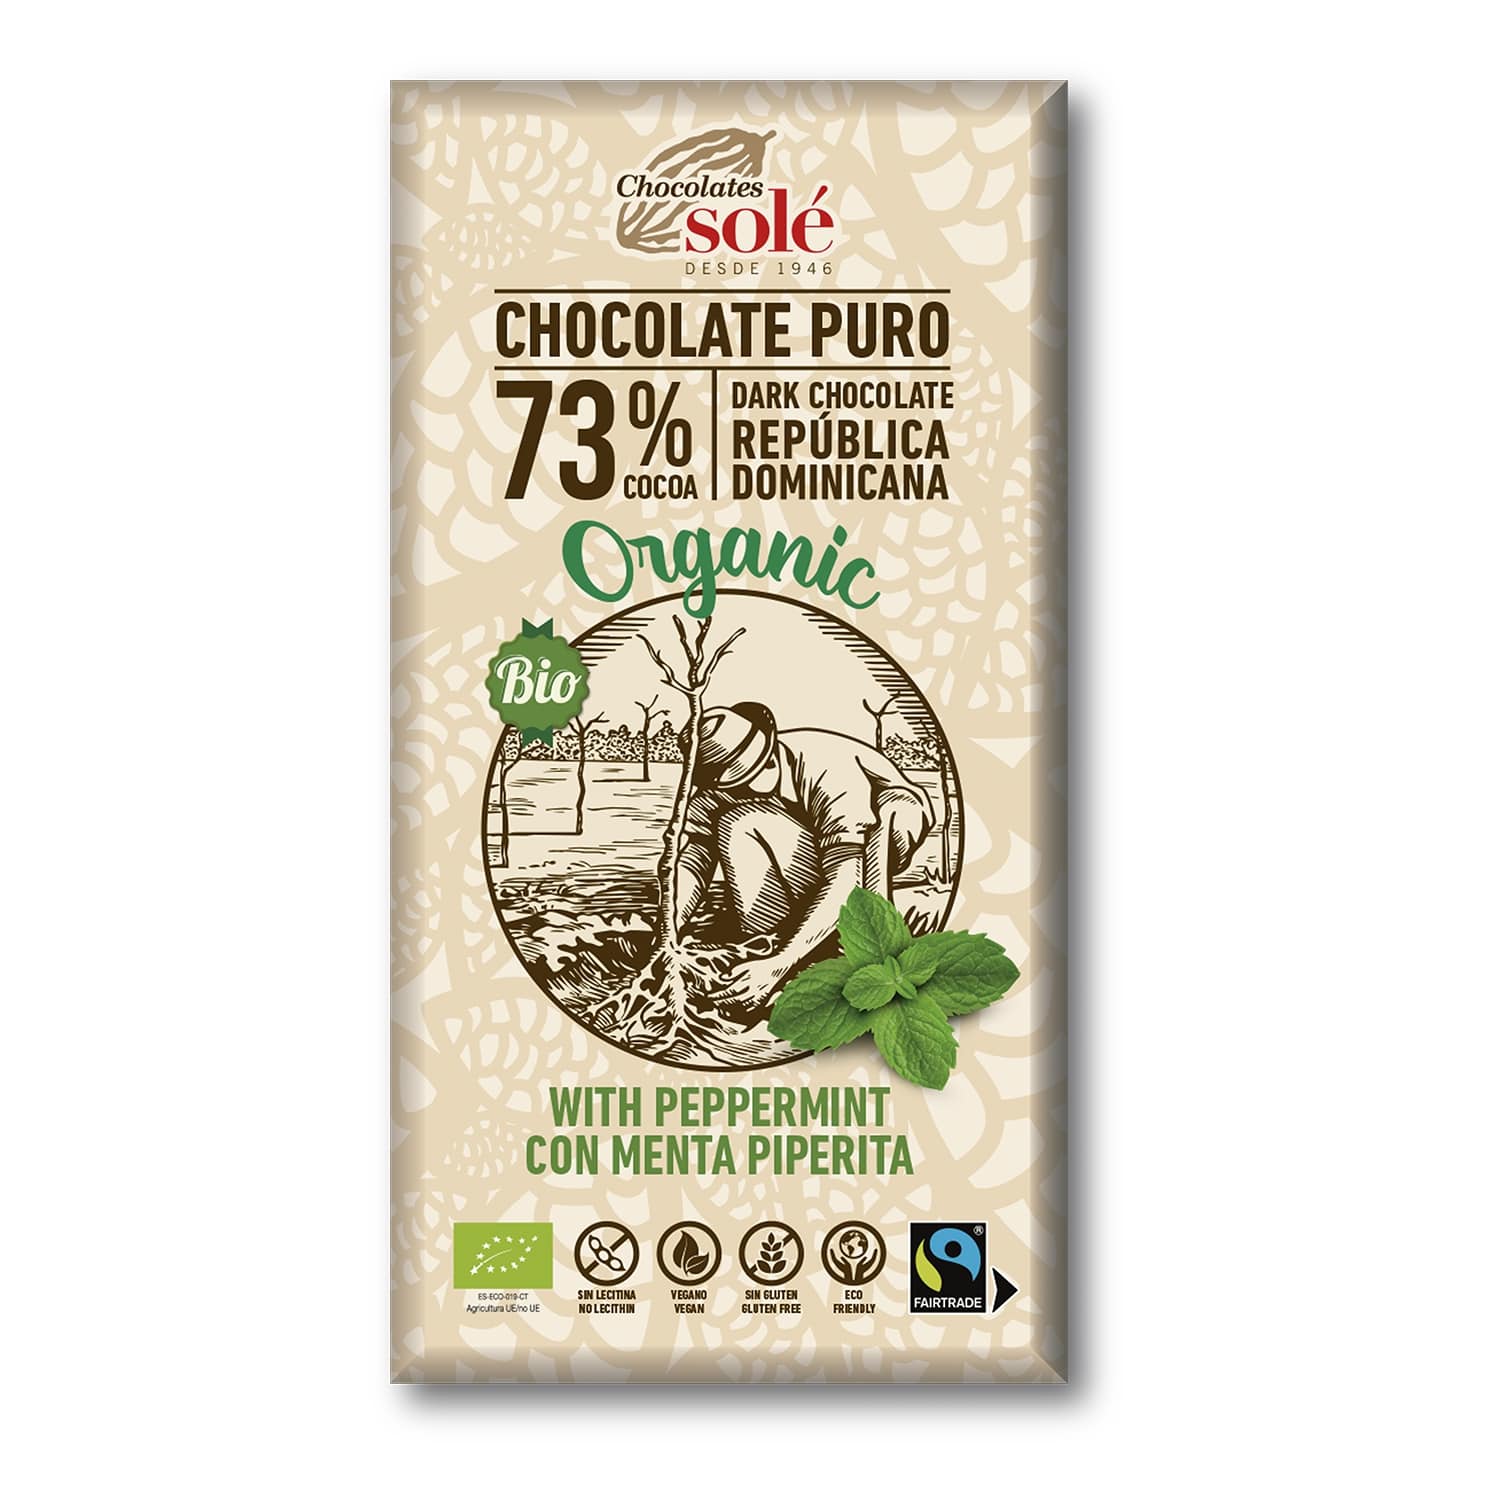 Chocolates
solé
DESDE 1946
CHOCOLATE PURO
73% COCOA
DARK CHOCOLATE
REPÚBLICA
DOMINICANA
Organic
Bio
WITH PEPPERMINT
CON MENTA PIPERITA
ES-ECO-019-CT
Agricultura UE/no UE
SIN LECITINA
NO LECITHIN
VEGANO
VEGAN
SIN GLUTEN
GLUTEN FREE
ECO
FRIENDLY
®
FAIRTRADE